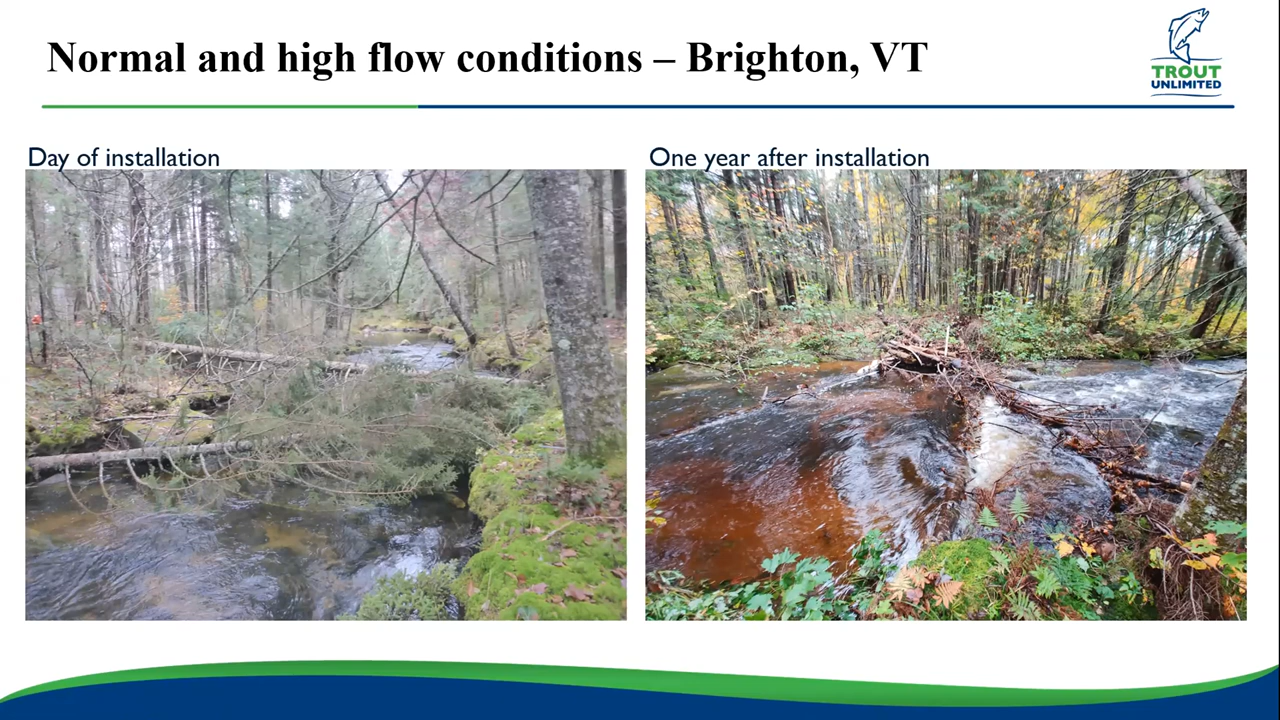 Normal and high flow conditions – Brighton, VT
TROUT
UNLIMITED
Day of installation
One year after installation